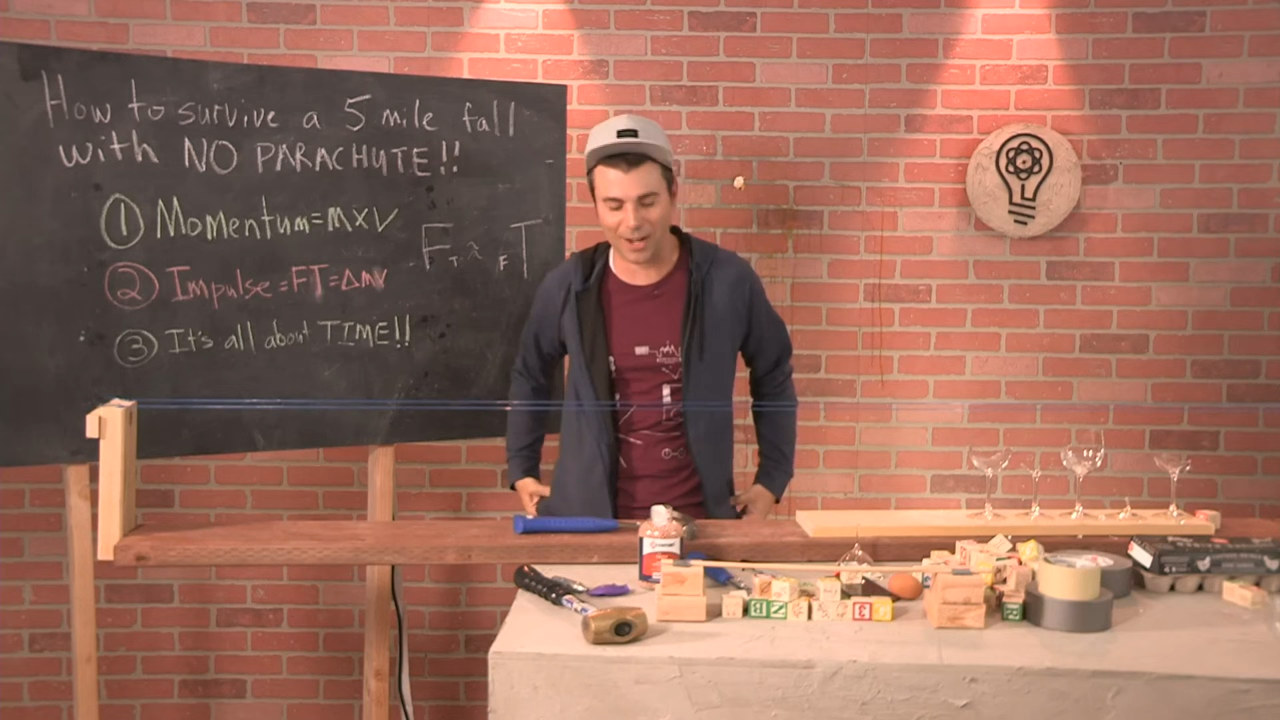 How to survive a 5 mile fall
with NO PARACHUTE!!
① Momentum=mxV
② Impulse=FT=Δmv
③ It's all about TIME!!
F T ~ F T